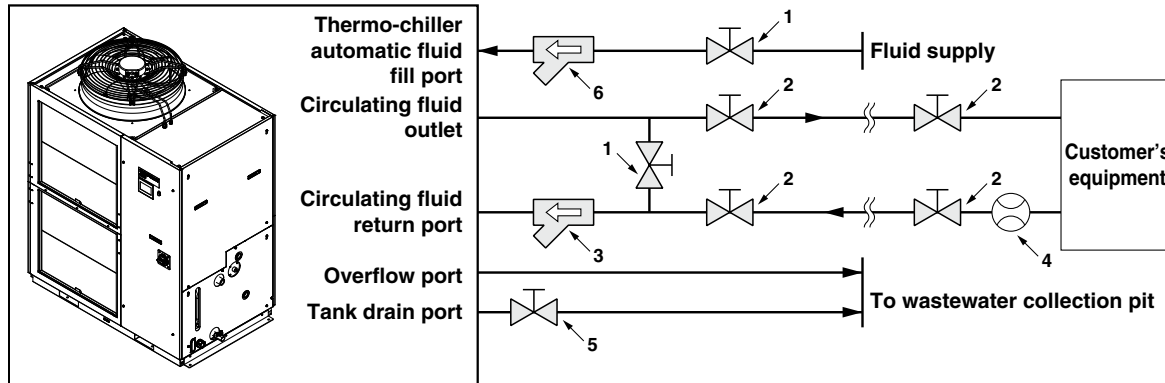 Thermo-chiller
automatic fluid
fill port
1
Fluid supply
6
Circulating fluid
outlet
2
2
1
Customer's
equipment
Circulating fluid
return port
2
2
3
4
Overflow port
To wastewater collection pit
Tank drain port
5